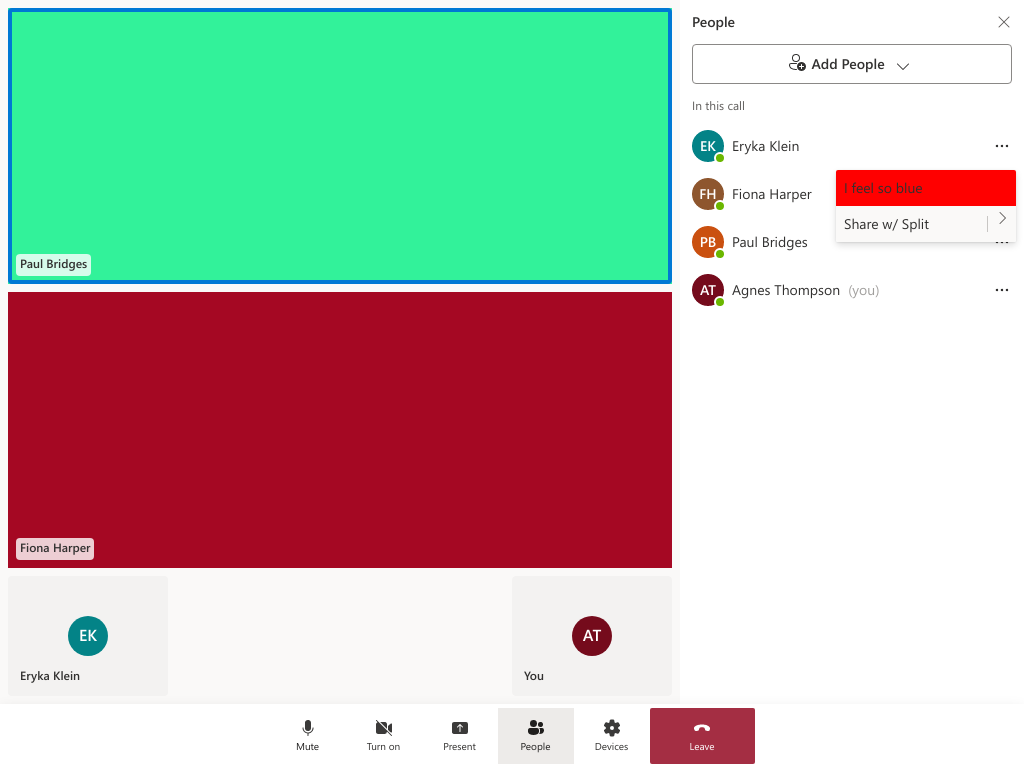 People
Add People
In this call
EK Eryka Klein
I feel so blue
FH Fiona Harper
Share w/ Split
PB Paul Bridges
AT Agnes Thompson (you)
Paul Bridges
Fiona Harper
EK
Eryka Klein
AT
You
Mute
Turn on
Present
People
Devices
Leave